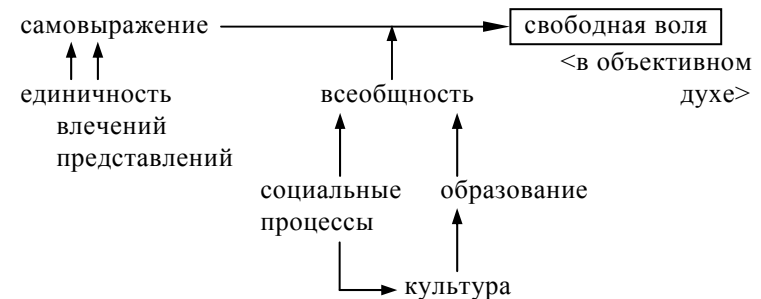 самовыражение
свободная воля
<в объективном
духе>
единичность
влечений
представлений
всеобщность
социальные
процессы
образование
культура